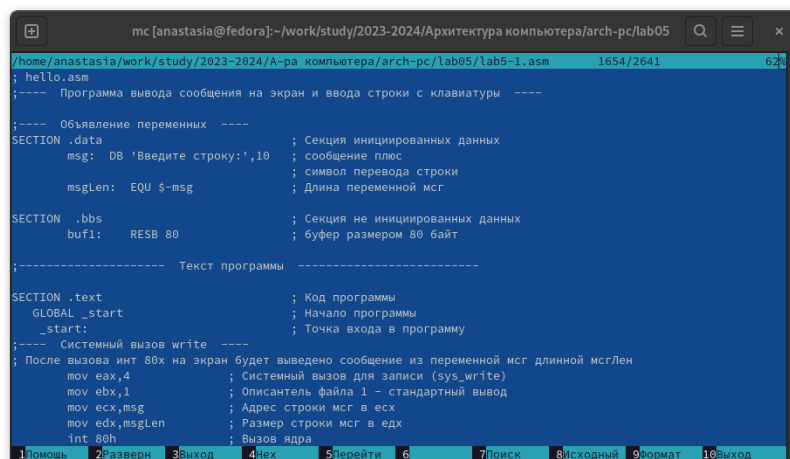 mc [anastasia@fedora]:~/work/study/2023-2024/Архитектура компьютера/arch-pc/lab05
/home/anastasia/work/study/2023-2024/А~ра компьютера/arch-pc/lab05/lab5-1.asm 1654/2641 62%
; hello.asm
;---- Программа вывода сообщения на экран и ввода строки с клавиатуры ----
;---- Объявление переменных ----
SECTION .data ; Секция инициированных данных
msg: DB 'Введите строку:',10 ; сообщение плюс
; символ перевода строки
msgLen: EQU $-msg ; Длина переменной мсг
SECTION .bbs ; Секция не инициированных данных
buf1: RESB 80 ; буфер размером 80 байт
;--------------------- Текст программы --------------------------
SECTION .text ; Код программы
GLOBAL _start ; Начало программы
_start: ; Точка входа в программу
;---- Системный вызов write ----
; После вызова инт 80х на экран будет выведено сообщение из переменной мсг длинной мсгЛен
mov eax,4 ; Системный вызов для записи (sys_write)
mov ebx,1 ; Описантель файла 1 - стандартный вывод
mov ecx,msg ; Адрес строки мсг в есх
mov edx,msgLen ; Размер строки мсг в едх
int 80h ; Вызов ядра
1Помощь 2Разверн 3Выход 4Hex 5Перейти 6 7Поиск 8Исходный 9Формат 10Выход